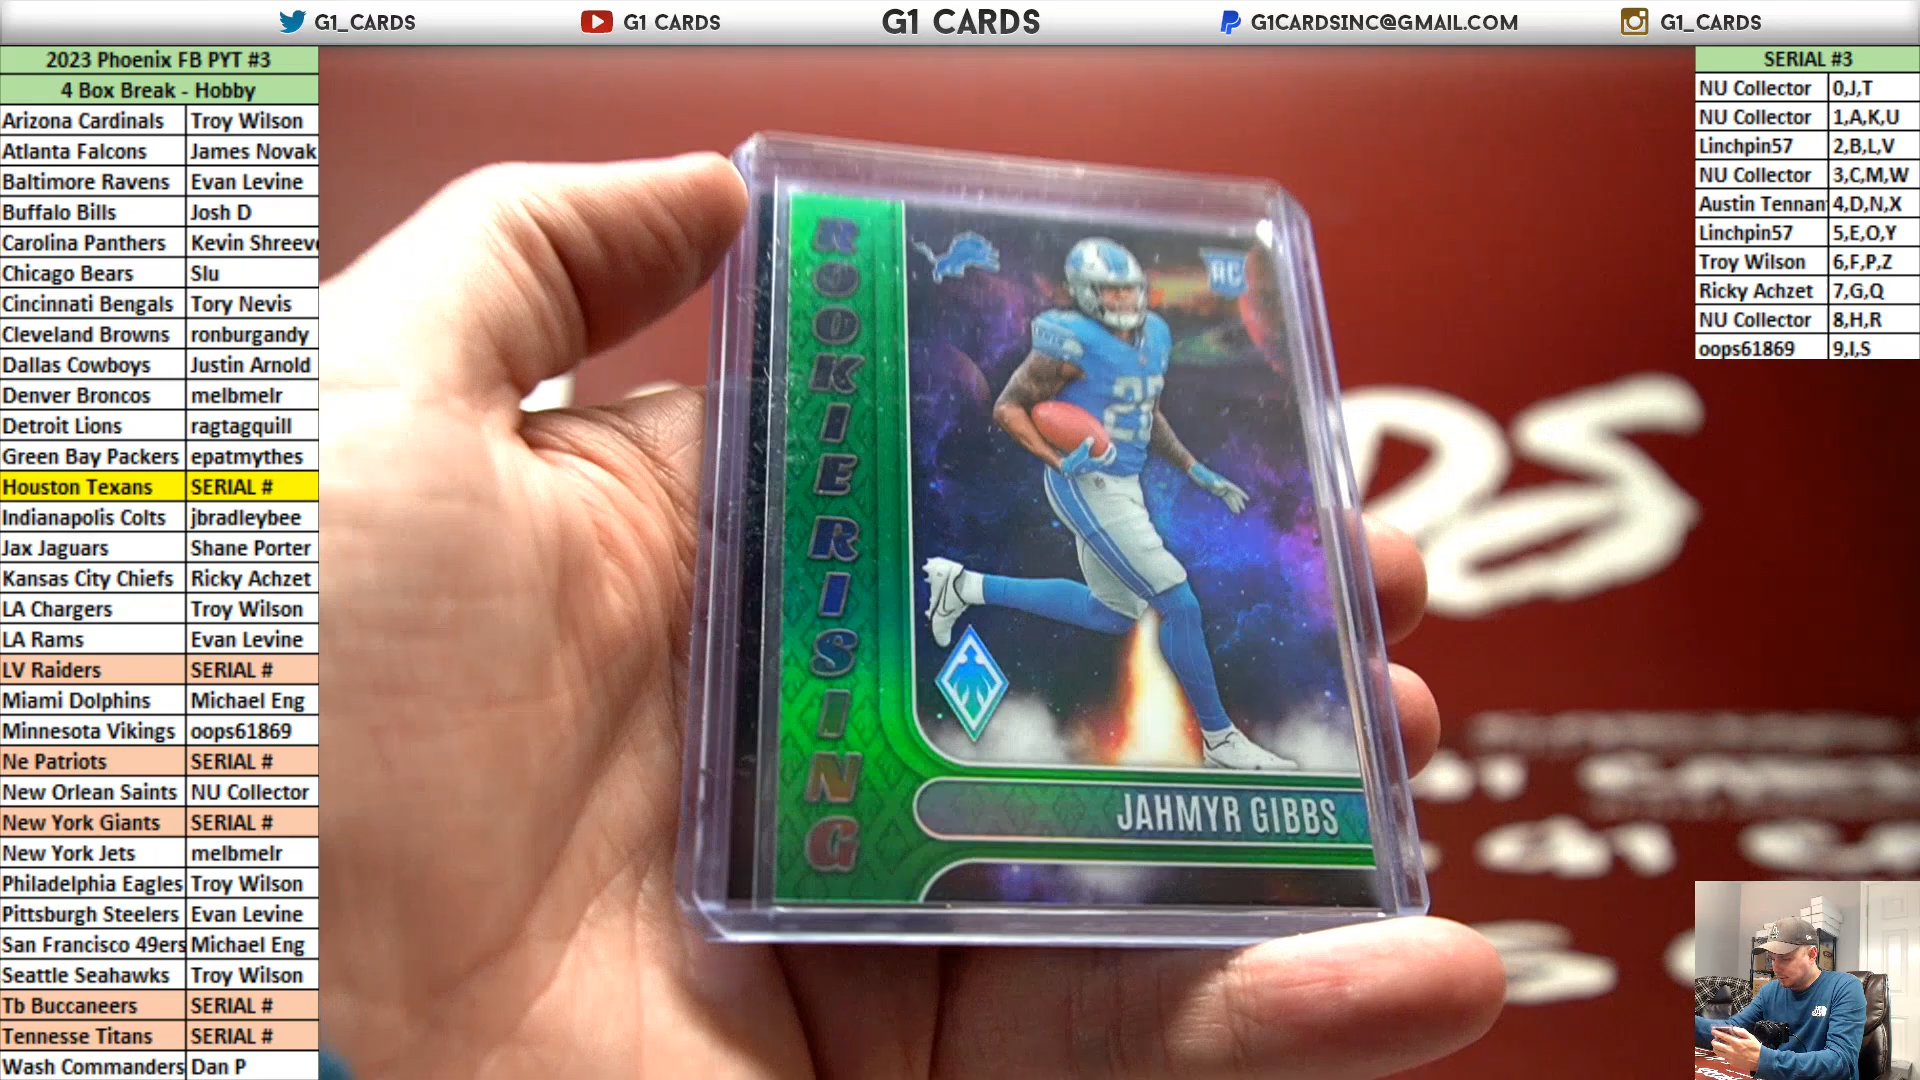 G1_CARDS
G1 CARDS
G1 CARDS
G1CARDSINC@GMAIL.COM
G1_CARDS
2023 Phoenix FB PYT #3
4 Box Break - Hobby
Arizona Cardinals Troy Wilson
Atlanta Falcons James Novak
Baltimore Ravens Evan Levine
Buffalo Bills Josh D
Carolina Panthers Kevin Shreev
Chicago Bears Slu
Cincinnati Bengals Tory Nevis
Cleveland Browns ronburgandy
Dallas Cowboys Justin Arnold
Denver Broncos melbmelr
Detroit Lions ragtagquill
Green Bay Packers epatmythes
Houston Texans SERIAL #
Indianapolis Colts jbradleybee
Jax Jaguars Shane Porter
Kansas City Chiefs Ricky Achzet
LA Chargers Troy Wilson
LA Rams Evan Levine
LV Raiders SERIAL #
Miami Dolphins Michael Eng
Minnesota Vikings oops61869
Ne Patriots SERIAL #
New Orlean Saints NU Collector
New York Giants SERIAL #
New York Jets melbmelr
Philadelphia Eagles Troy Wilson
Pittsburgh Steelers Evan Levine
San Francisco 49ers Michael Eng
Seattle Seahawks Troy Wilson
Tb Buccaneers SERIAL #
Tennesse Titans SERIAL #
Wash Commanders Dan P
ROOKIE RISING
RC
JAHMYR GIBBS
DS
SERIAL #3
NU Collector 0,J,T
NU Collector 1,A,K,U
Linchpin57 2,B,L,V
NU Collector 3,C,M,W
Austin Tennan 4,D,N,X
Linchpin57 5,E,O,Y
Troy Wilson 6,F,P,Z
Ricky Achzet 7,G,Q
NU Collector 8,H,R
oops61869 9,I,S